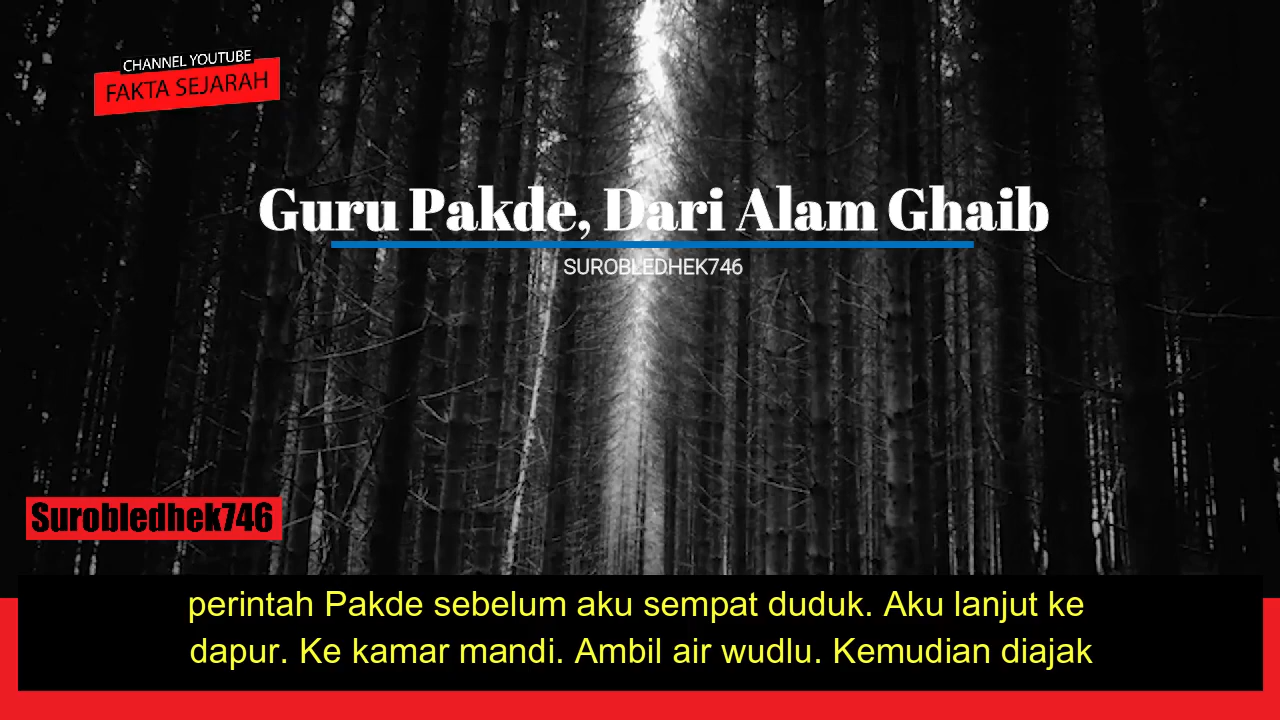 CHANNEL YOUTUBE
FAKTA SEJARAH
Guru Pakde, Dari Alam Ghaib
SUROBLEDHEK746
Surobledhek746
perintah Pakde sebelum aku sempat duduk. Aku lanjut ke
dapur. Ke kamar mandi. Ambil air wudlu. Kemudian diajak